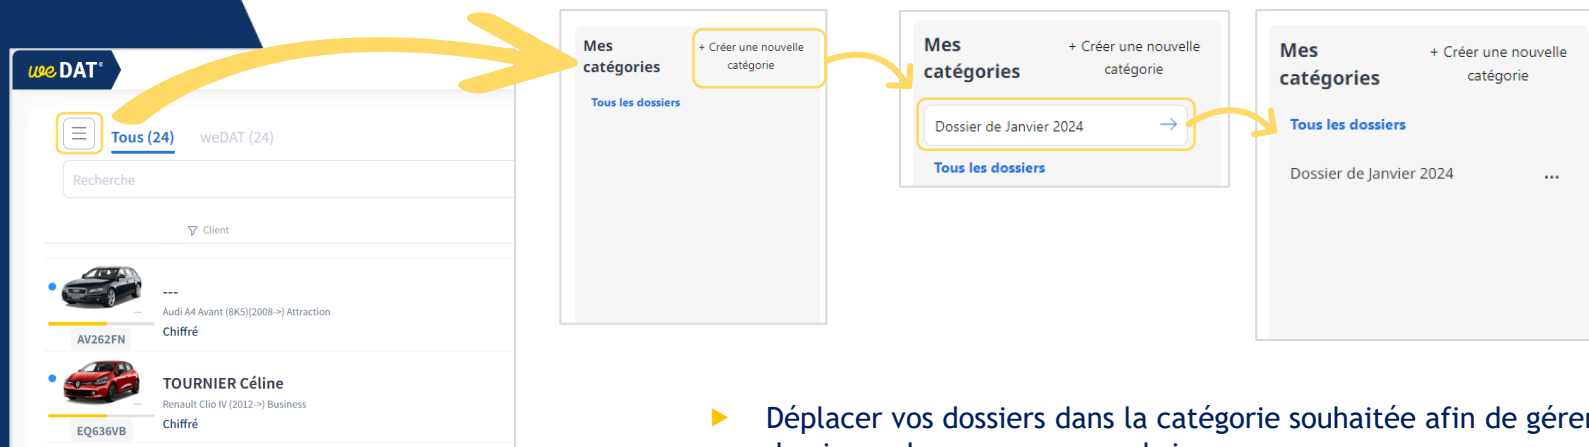 weDAT®
Tous (24)
weDAT (24)
Recherche
Client
---
Audi A4 Avant (8K5)(2008->) Attraction
Chiffré
AV262FN
TOURNIER Céline
Renault Clio IV (2012->) Business
Chiffré
EQ636VB
Mes
catégories
+ Créer une nouvelle
catégorie
Tous les dossiers
Mes
catégories
+ Créer une nouvelle
catégorie
Dossier de Janvier 2024
Tous les dossiers
Mes
catégories
+ Créer une nouvelle
catégorie
Tous les dossiers
Dossier de Janvier 2024 ...
Déplacer vos dossiers dans la catégorie souhaitée afin de gérer